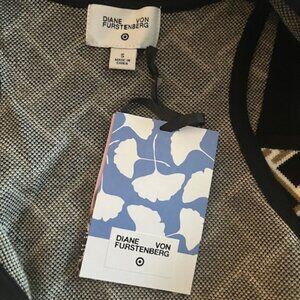 DIANE VON
FURSTENBERG
S
MADE IN
CHINA
DIANE VON
FURSTENBERG